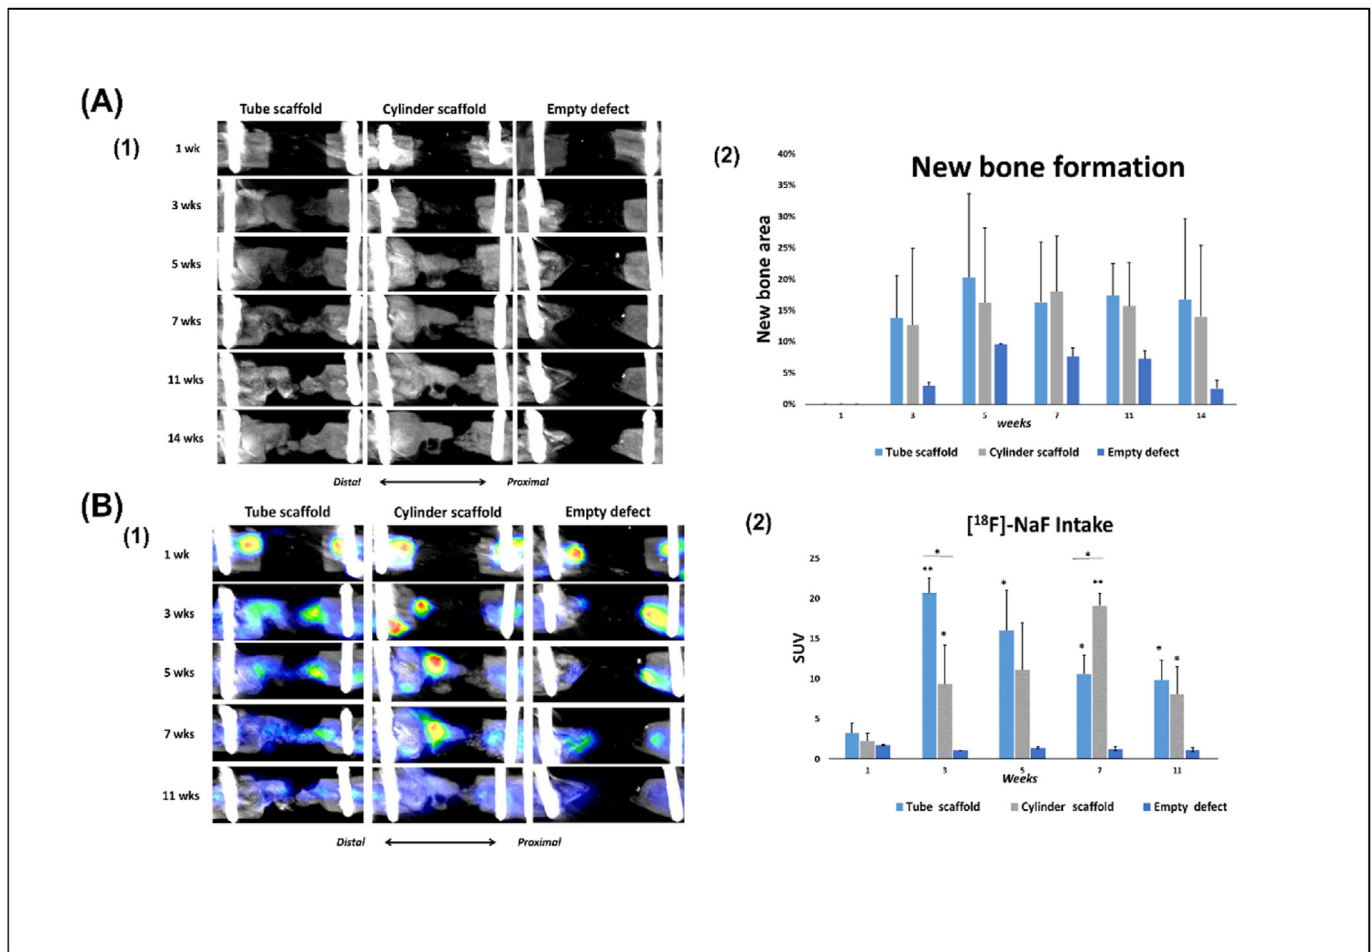 (A)
Tube scaffold Cylinder scaffold Empty defect
(1)
1 wk
3 wks
5 wks
7 wks
11 wks
14 wks
Distal Proximal
(2)
New bone formation
New bone area
40%
35%
30%
25%
20%
15%
10%
5%
0%
1 3 5 7 11 14
weeks
Tube scaffold Cylinder scaffold Empty defect
(B)
Tube scaffold Cylinder scaffold Empty defect
(1)
1 wk
3 wks
5 wks
7 wks
11 wks
Distal Proximal
(2)
[¹⁸F]-NaF Intake
SUV
25
20
15
10
5
0
* *
** * * * ** * *
1 3 5 7 11
Weeks
Tube scaffold Cylinder scaffold Empty defect